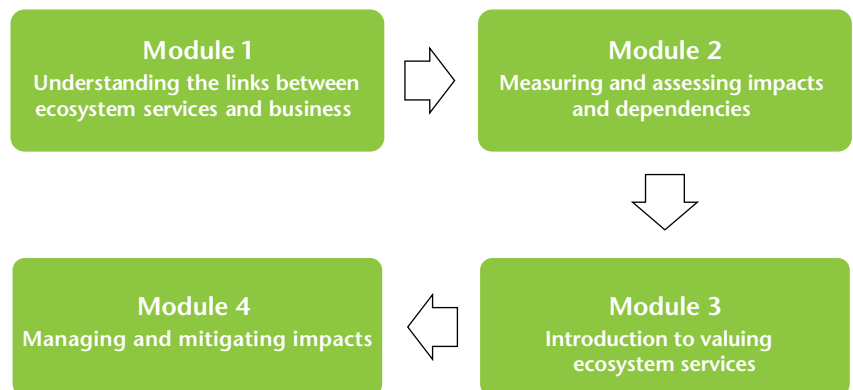 Module 1
Understanding the links between
ecosystem services and business
Module 2
Measuring and assessing impacts
and dependencies
Module 3
Introduction to valuing
ecosystem services
Module 4
Managing and mitigating impacts